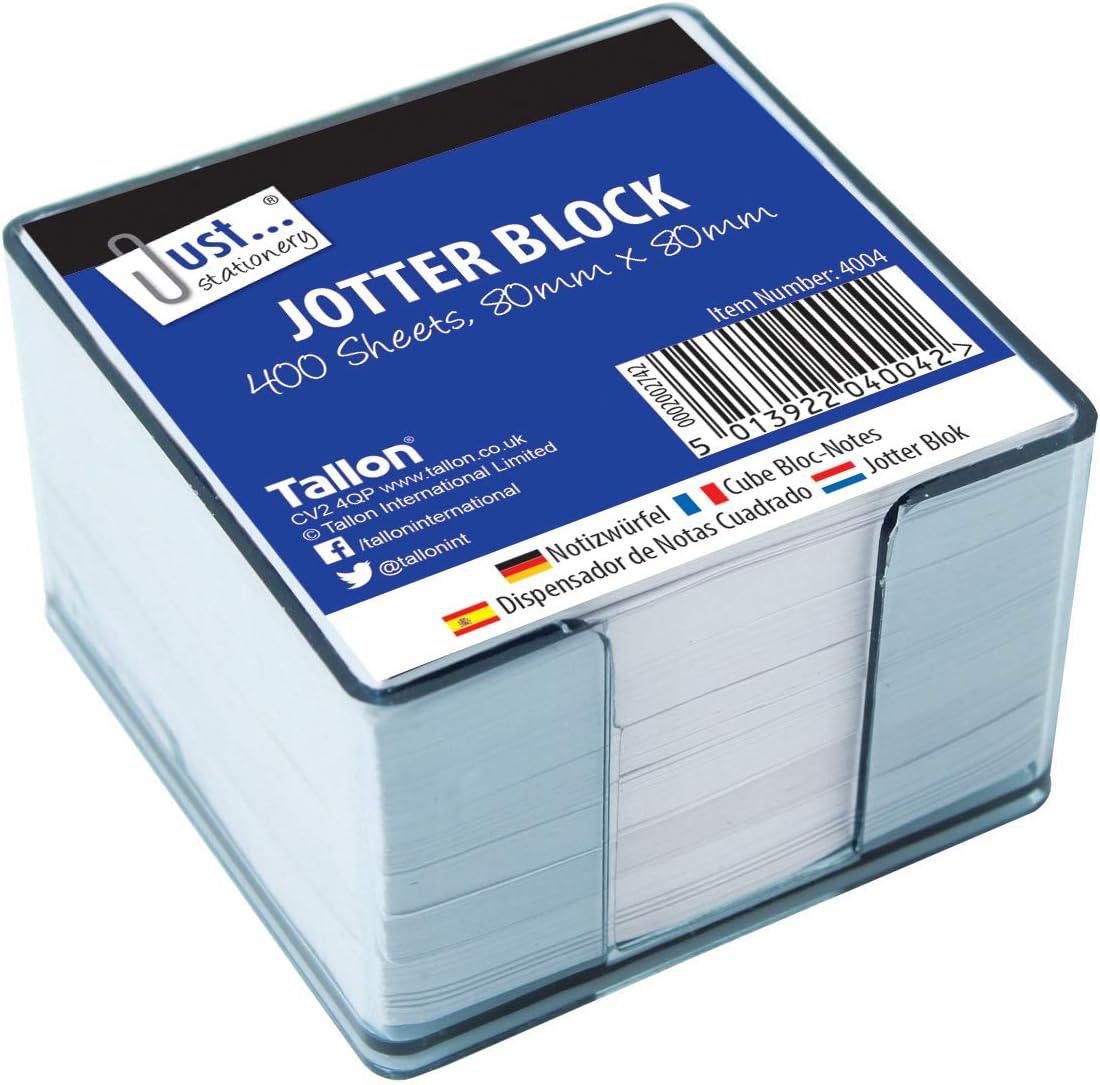 Just... ®
stationery
JOTTER BLOCK
400 Sheets, 80mm x 80mm
Item Number: 4004
0002002742
5 013922 040042 >
Tallon®
CV2 4QP www.tallon.co.uk
© Tallon International Limited
/talloninternational
@tallonint
Notizwürfel Cube Bloc-Notes
Dispensador de Notas Cuadrado Jotter Blok